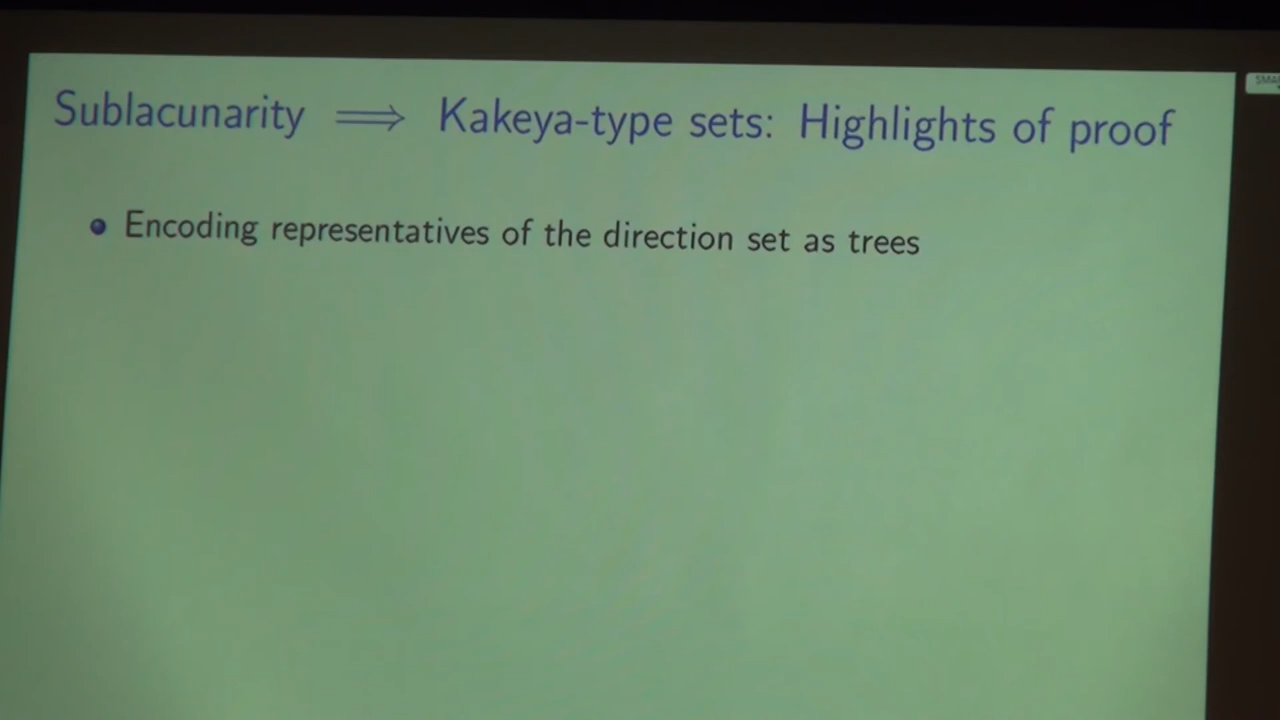 Sublacunarity ⟹ Kakeya-type sets: Highlights of proof
Encoding representatives of the direction set as trees